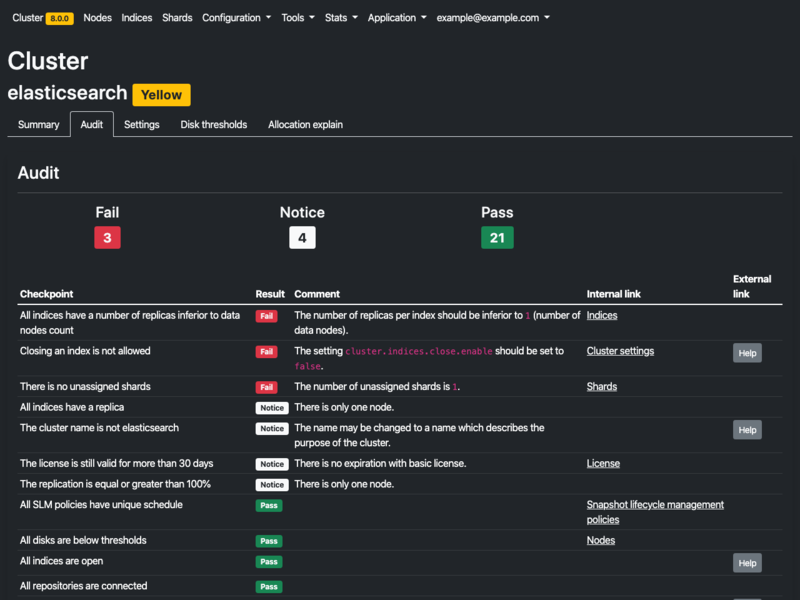 Cluster 8.0.0 Nodes Indices Shards Configuration Tools Stats Application example@example.com
Cluster
elasticsearch Yellow
Summary Audit Settings Disk thresholds Allocation explain
Audit
Fail Notice Pass
3 4 21
Checkpoint Result Comment Internal link External link
All indices have a number of replicas inferior to data nodes count Fail The number of replicas per index should be inferior to 1 (number of data nodes). Indices
Closing an index is not allowed Fail The setting cluster.indices.close.enable should be set to false. Cluster settings Help
There is no unassigned shards Fail The number of unassigned shards is 1. Shards
All indices have a replica Notice There is only one node.
The cluster name is not elasticsearch Notice The name may be changed to a name which describes the purpose of the cluster. Help
The license is still valid for more than 30 days Notice There is no expiration with basic license. License
The replication is equal or greater than 100% Notice There is only one node.
All SLM policies have unique schedule Pass Snapshot lifecycle management policies
All disks are below thresholds Pass Nodes
All indices are open Pass Help
All repositories are connected Pass